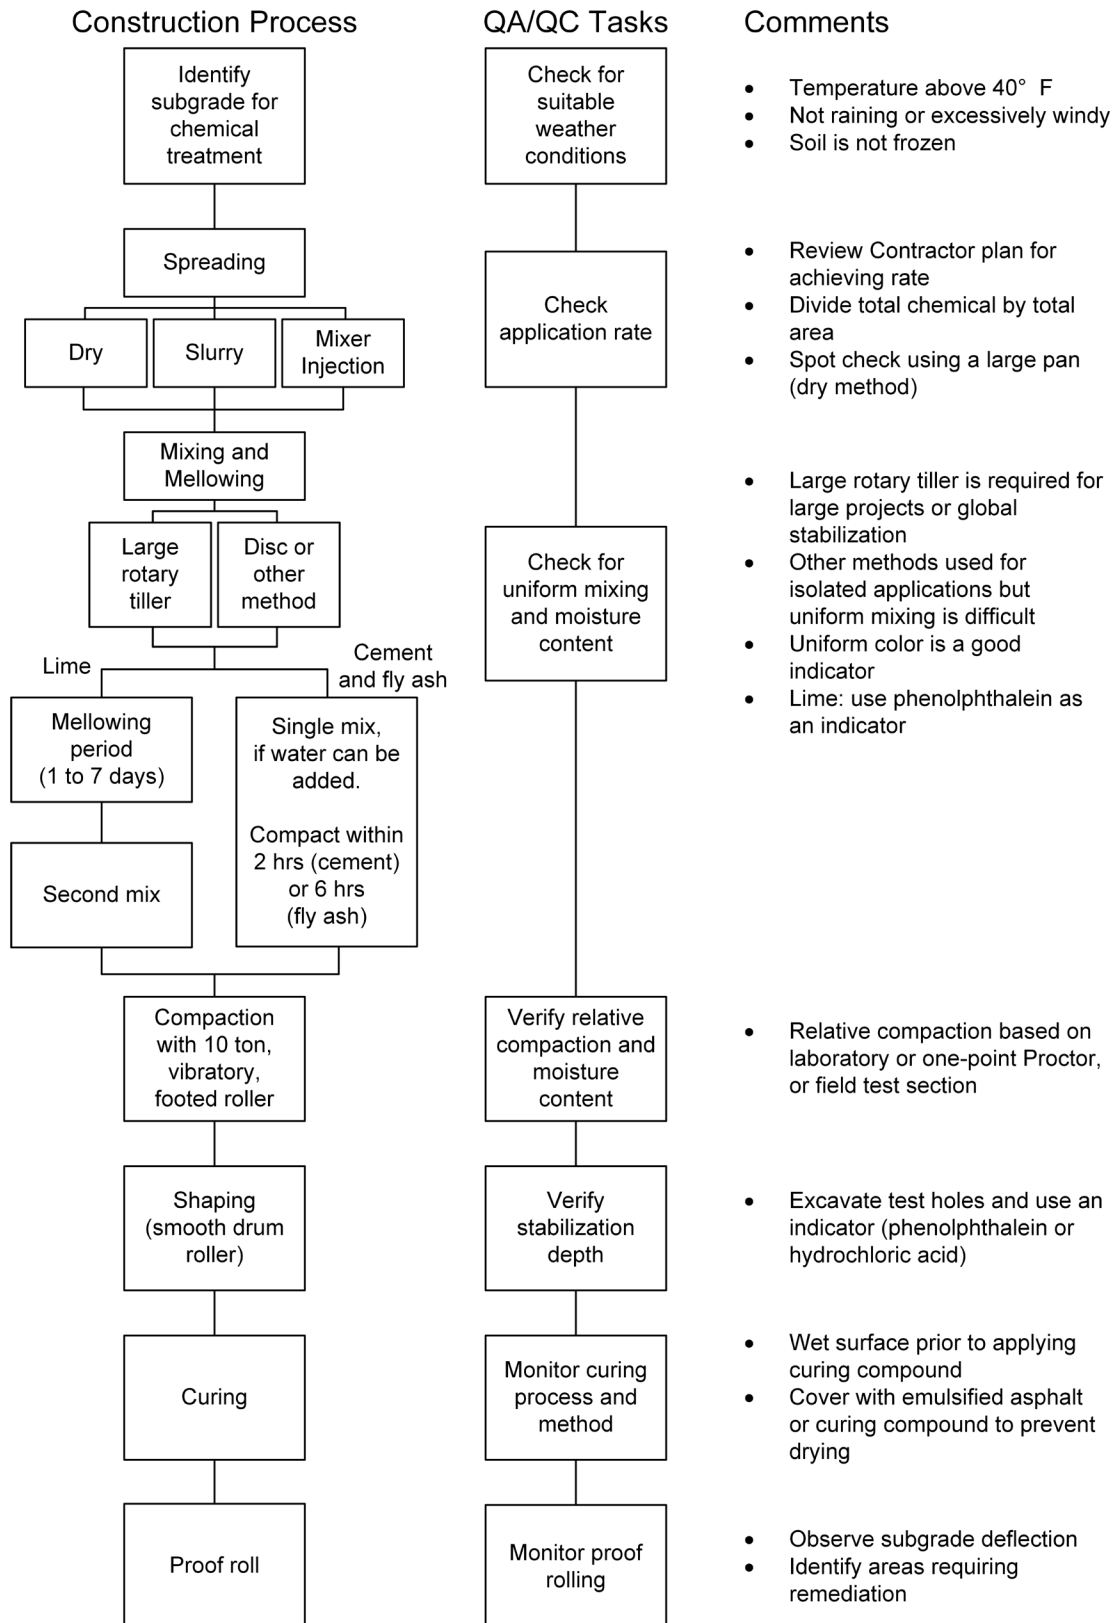 Construction Process
QA/QC Tasks
Comments
Identify
subgrade for
chemical
treatment
Check for
suitable
weather
conditions
• Temperature above 40° F
• Not raining or excessively windy
• Soil is not frozen
Spreading
Dry
Slurry
Mixer
Injection
Check
application rate
• Review Contractor plan for
achieving rate
• Divide total chemical by total
area
• Spot check using a large pan
(dry method)
Mixing and
Mellowing
Large
rotary
tiller
Disc or
other
method
Check for
uniform mixing
and moisture
content
• Large rotary tiller is required for
large projects or global
stabilization
• Other methods used for
isolated applications but
uniform mixing is difficult
• Uniform color is a good
indicator
• Lime: use phenolphthalein as
an indicator
Lime
Cement
and fly ash
Mellowing
period
(1 to 7 days)
Second mix
Single mix,
if water can be
added.
Compact within
2 hrs (cement)
or 6 hrs
(fly ash)
Compaction
with 10 ton,
vibratory,
footed roller
Verify relative
compaction and
moisture
content
• Relative compaction based on
laboratory or one-point Proctor,
or field test section
Shaping
(smooth drum
roller)
Verify
stabilization
depth
• Excavate test holes and use an
indicator (phenolphthalein or
hydrochloric acid)
Curing
Monitor curing
process and
method
• Wet surface prior to applying
curing compound
• Cover with emulsified asphalt
or curing compound to prevent
drying
Proof roll
Monitor proof
rolling
• Observe subgrade deflection
• Identify areas requiring
remediation